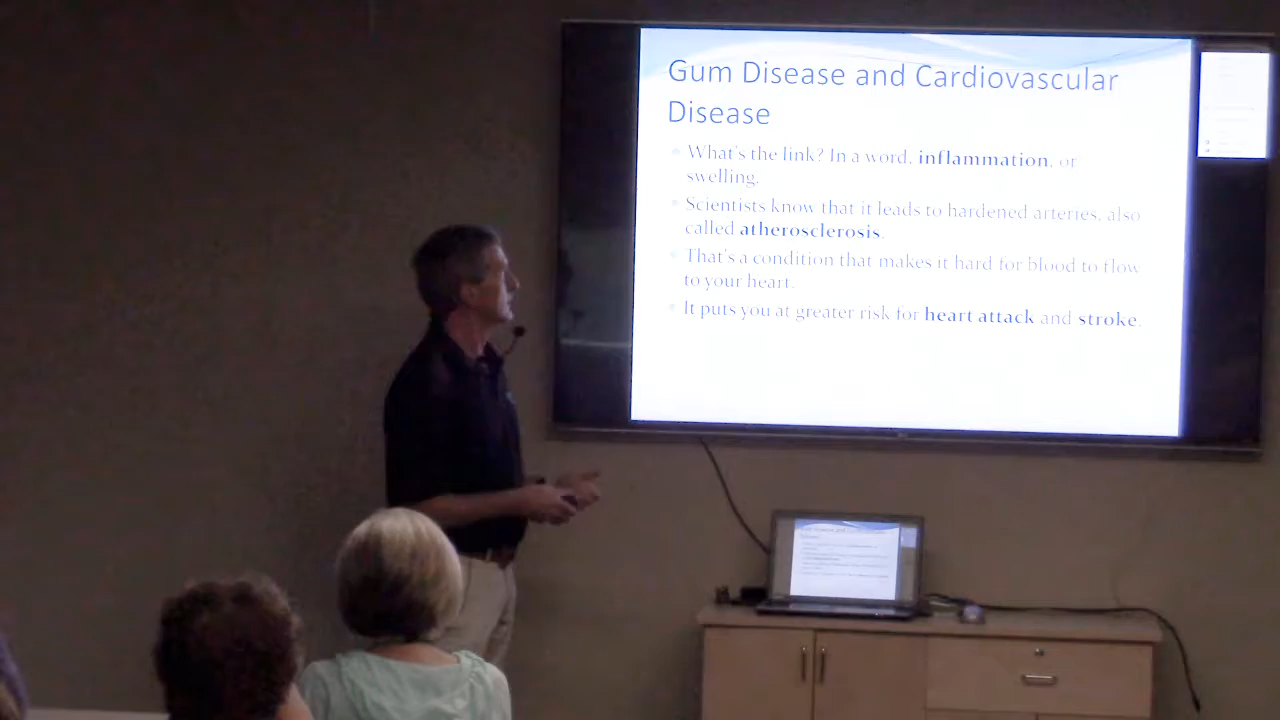 Gum Disease and Cardiovascular
Disease
What's the link? In a word, inflammation, or
swelling.
Scientists know that it leads to hardened arteries, also
called atherosclerosis.
That's a condition that makes it hard for blood to flow
to your heart.
It puts you at greater risk for heart attack and stroke.